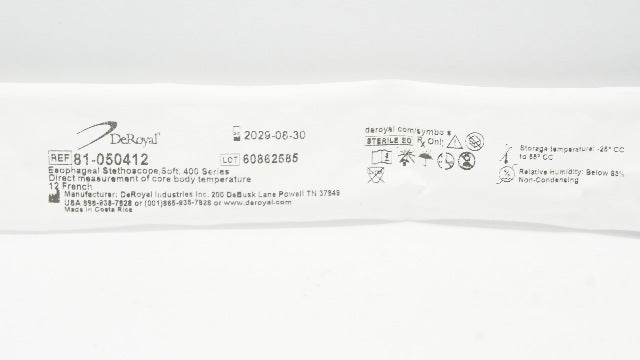 DeRoyal
2029-08-30
REF 81-050412
LOT 60862585
Esophageal Stethoscope, Soft, 400 Series
Direct measurement of core body temperature
12 French
Manufacturer: DeRoyal Industries Inc. 200 DeBusk Lane Powell TN 37849
USA 888-938-7828 or (001)865-938-7828 or www.deroyal.com
Made in Costa Rica
deroyal.com/symbols
STERILE EO Rx Only
Storage temperature: -25° CC
to 55° CC
Relative Humidity: Below 85%
Non-Condensing